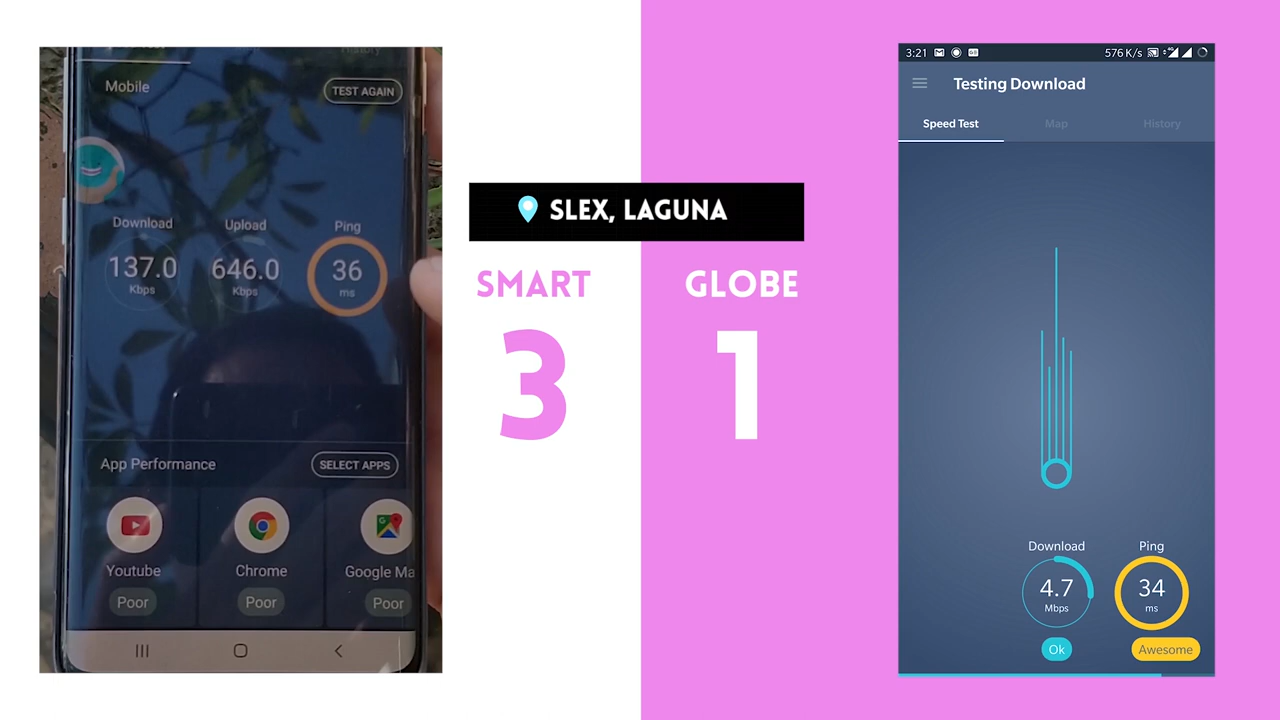 Mobile
TEST AGAIN
Download
Upload
Ping
137.0
646.0
36
Kbps
Kbps
ms
App Performance
SELECT APPS
Youtube
Chrome
Google Ma
Poor
Poor
Poor
SLEX, LAGUNA
SMART
GLOBE
3
1
3:21
576 K/s
Testing Download
Speed Test
Map
History
Download
Ping
4.7
34
Mbps
ms
Ok
Awesome